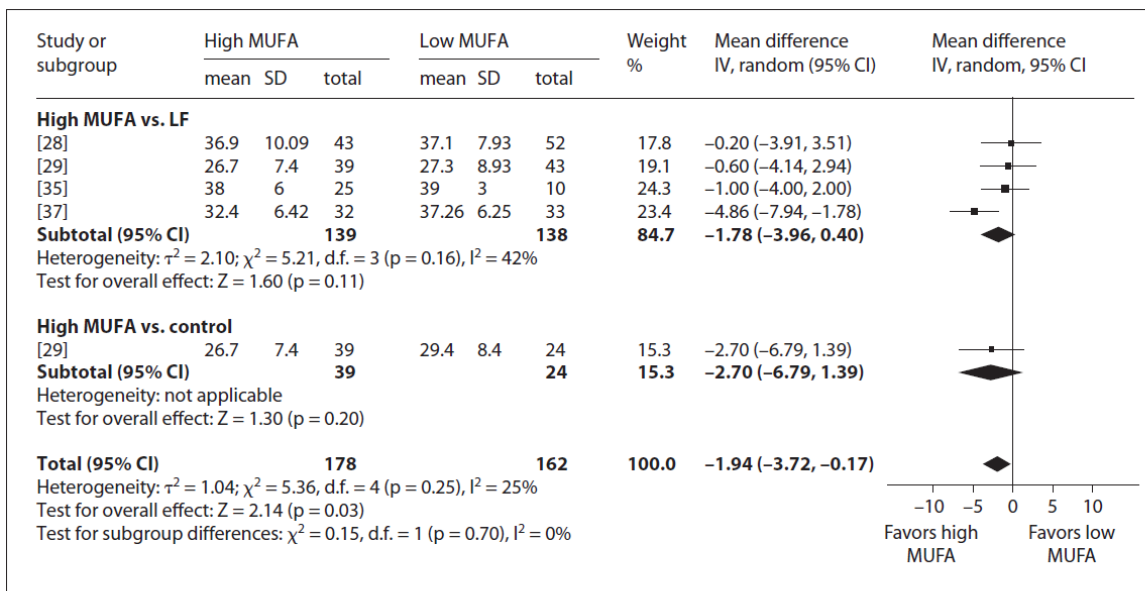 Study or subgroup High MUFA Low MUFA Weight % Mean difference IV, random (95% CI) Mean difference IV, random, 95% CI
mean SD total mean SD total
High MUFA vs. LF
[28] 36.9 10.09 43 37.1 7.93 52 17.8 –0.20 (–3.91, 3.51)
[29] 26.7 7.4 39 27.3 8.93 43 19.1 –0.60 (–4.14, 2.94)
[35] 38 6 25 39 3 10 24.3 –1.00 (–4.00, 2.00)
[37] 32.4 6.42 32 37.26 6.25 33 23.4 –4.86 (–7.94, –1.78)
Subtotal (95% CI) 139 138 84.7 –1.78 (–3.96, 0.40)
Heterogeneity: τ² = 2.10; χ² = 5.21, d.f. = 3 (p = 0.16), I² = 42%
Test for overall effect: Z = 1.60 (p = 0.11)
High MUFA vs. control
[29] 26.7 7.4 39 29.4 8.4 24 15.3 –2.70 (–6.79, 1.39)
Subtotal (95% CI) 39 24 15.3 –2.70 (–6.79, 1.39)
Heterogeneity: not applicable
Test for overall effect: Z = 1.30 (p = 0.20)
Total (95% CI) 178 162 100.0 –1.94 (–3.72, –0.17)
Heterogeneity: τ² = 1.04; χ² = 5.36, d.f. = 4 (p = 0.25), I² = 25%
Test for overall effect: Z = 2.14 (p = 0.03)
Test for subgroup differences: χ² = 0.15, d.f. = 1 (p = 0.70), I² = 0%
–10 –5 0 5 10
Favors high MUFA Favors low MUFA